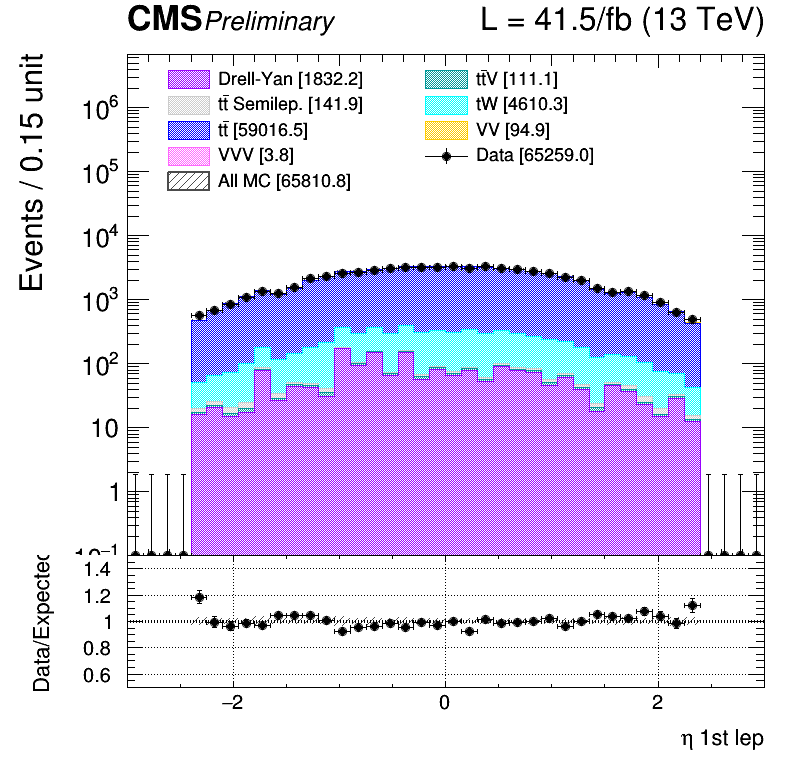 CMS Preliminary L = 41.5/fb (13 TeV)
Events / 0.15 unit
Drell-Yan [1832.2]
tt̄ Semilep. [141.9]
tt̄ [59016.5]
VVV [3.8]
All MC [65810.8]
tt̄V [111.1]
tW [4610.3]
VV [94.9]
Data [65259.0]
10⁶
10⁵
10⁴
10³
10²
10
1
10⁻¹
Data/Expected
1.4
1.2
1
0.8
0.6
−2 0 2
η 1st lep